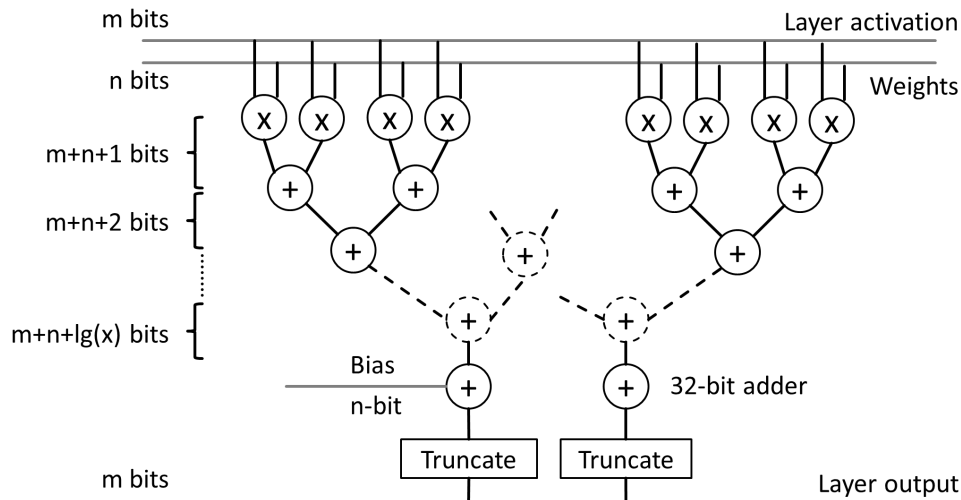 m bits
Layer activation
n bits
Weights
x x x x x x x x
m+n+1 bits
+ + + +
m+n+2 bits
+ + +
m+n+lg(x) bits
+ +
Bias
+ + 32-bit adder
n-bit
Truncate Truncate
m bits
Layer output